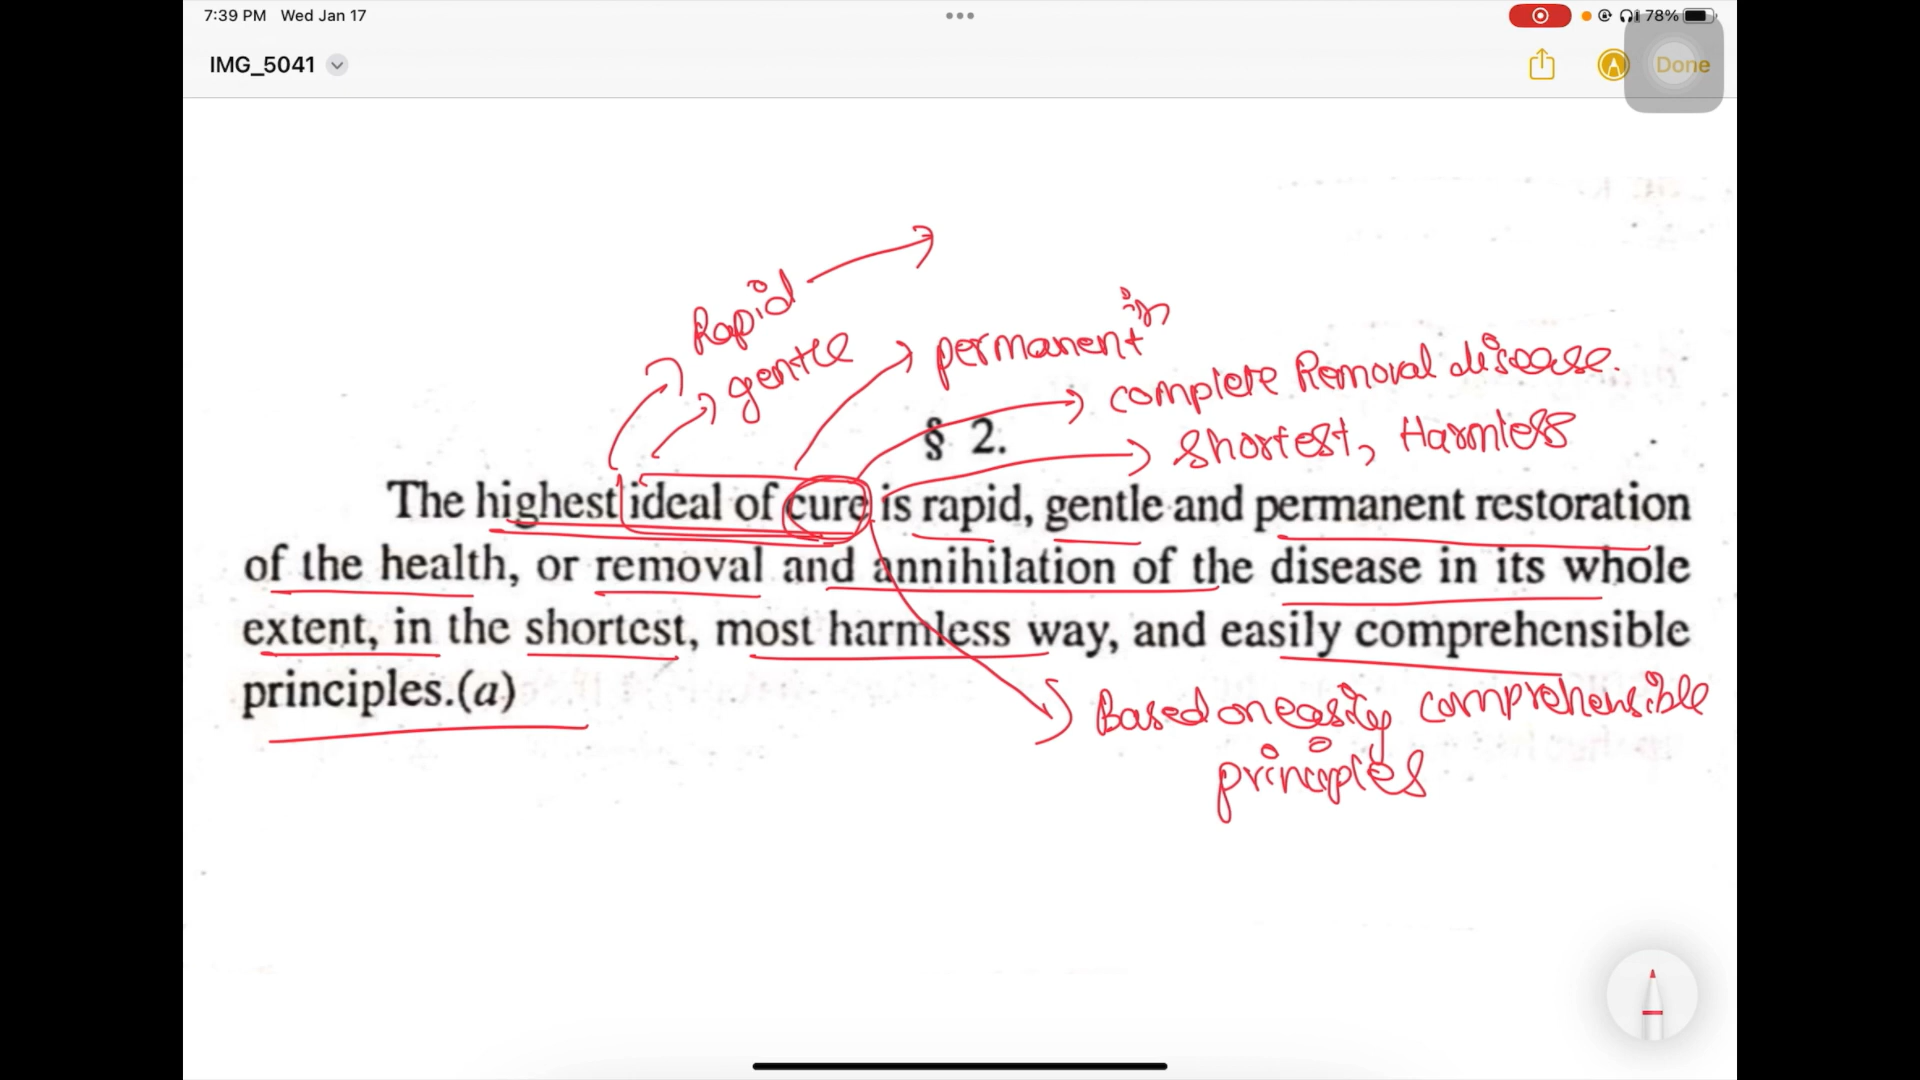 7:39 PM Wed Jan 17
78%
IMG_5041
Done
Rapid
gentle
permanent
complete Removal disease.
Shortest, Harmless
§ 2.
The highest ideal of cure is rapid, gentle and permanent restoration
of the health, or removal and annihilation of the disease in its whole
extent, in the shortest, most harmless way, and easily comprehensible
principles.(a)
Based on easily comprehensible
principles